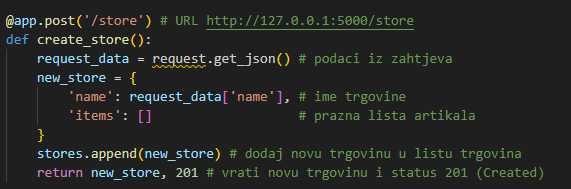 @app.post('/store') # URL http://127.0.0.1:5000/store
def create_store():
    request_data = request.get_json() # podaci iz zahtjeva
    new_store = {
        'name': request_data['name'], # ime trgovine
        'items': []                   # prazna lista artikala
    }
    stores.append(new_store) # dodaj novu trgovinu u listu trgovina
    return new_store, 201 # vrati novu trgovinu i status 201 (Created)